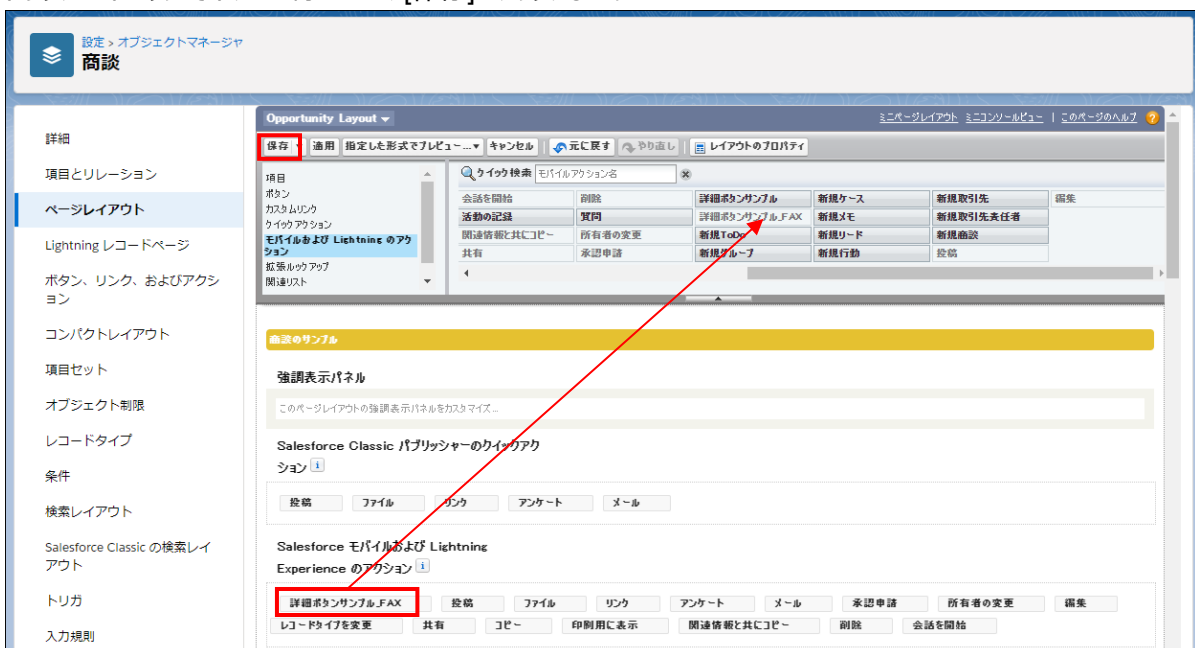 設定 > オブジェクトマネージャ
商談
詳細
項目とリレーション
ページレイアウト
Lightning レコードページ
ボタン、リンク、およびアクション
ション
コンパクトレイアウト
項目セット
オブジェクト制限
レコードタイプ
条件
検索レイアウト
Salesforce Classic の検索レイ
アウト
トリガ
入力規則
Opportunity Layout
ミニページレイアウト ミニコンソールビュー | このページのヘルプ
保存 適用 指定した形式でプレビュー... キャンセル 元に戻す やり直し レイアウトのプロパティ
項目
ボタン
カスタムリンク
クイックアクション
モバイルおよび Lightning のアク
ション
拡張ルックアップ
関連リスト
クイック検索 モバイルアクション名
会話を開始 削除 詳細ボタンサンプル 新規ケース 新規取引先 編集
活動の記録 質問 詳細ボタンサンプル_FAX 新規メモ 新規取引先責任者
関連情報と共にコピー 所有者の変更 新規ToDo 新規リード 新規商談
共有 承認申請 新規グループ 新規行動 投稿
商談のサンプル
強調表示パネル
このページレイアウトの強調表示パネルをカスタマイズ...
Salesforce Classic パブリッシャーのクイックアク
ション
投稿 ファイル リンク アンケート メール
Salesforce モバイルおよび Lightning
Experience のアクション
詳細ボタンサンプル_FAX 投稿 ファイル リンク アンケート メール 承認申請 所有者の変更 編集
レコードタイプを変更 共有 コピー 印刷用に表示 関連情報と共にコピー 削除 会話を開始